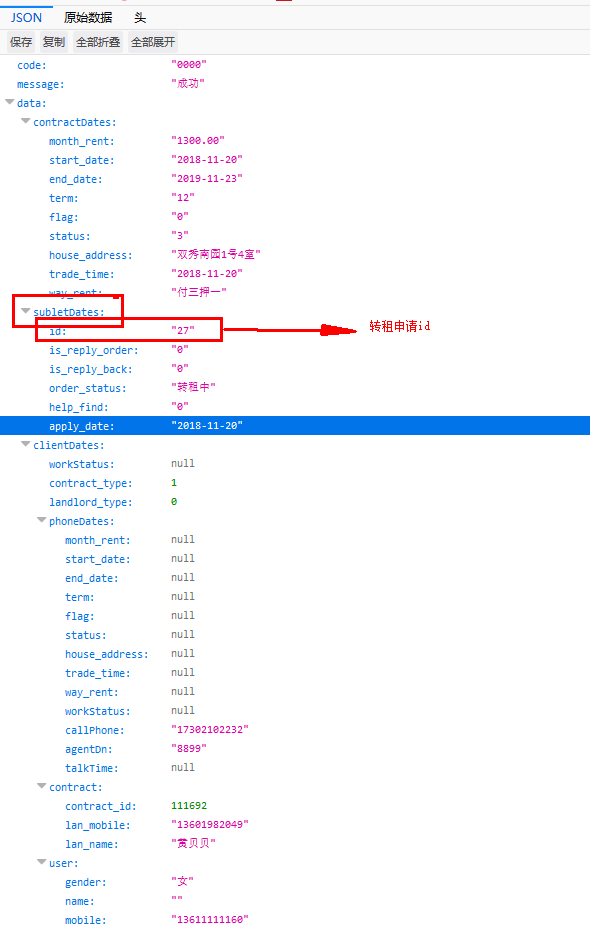 JSON 原始数据 头
保存 复制 全部折叠 全部展开
code: "0000"
message: "成功"
data:
contractDates:
month_rent: "1300.00"
start_date: "2018-11-20"
end_date: "2019-11-23"
term: "12"
flag: "0"
status: "3"
house_address: "双秀南园1号4室"
trade_time: "2018-11-20"
way_rent: "付三押一"
subletDates:
id: "27" 转租申请id
is_reply_order: "0"
is_reply_back: "0"
order_status: "转租中"
help_find: "0"
apply_date: "2018-11-20"
clientDates:
workStatus: null
contract_type: 1
landlord_type: 0
phoneDates:
month_rent: null
start_date: null
end_date: null
term: null
flag: null
status: null
house_address: null
trade_time: null
way_rent: null
workStatus: null
callPhone: "17302102232"
agentDn: "8899"
talkTime: null
contract:
contract_id: 111692
lan_mobile: "13601982049"
lan_name: "黄贝贝"
user:
gender: "女"
name: ""
mobile: "13611111160"